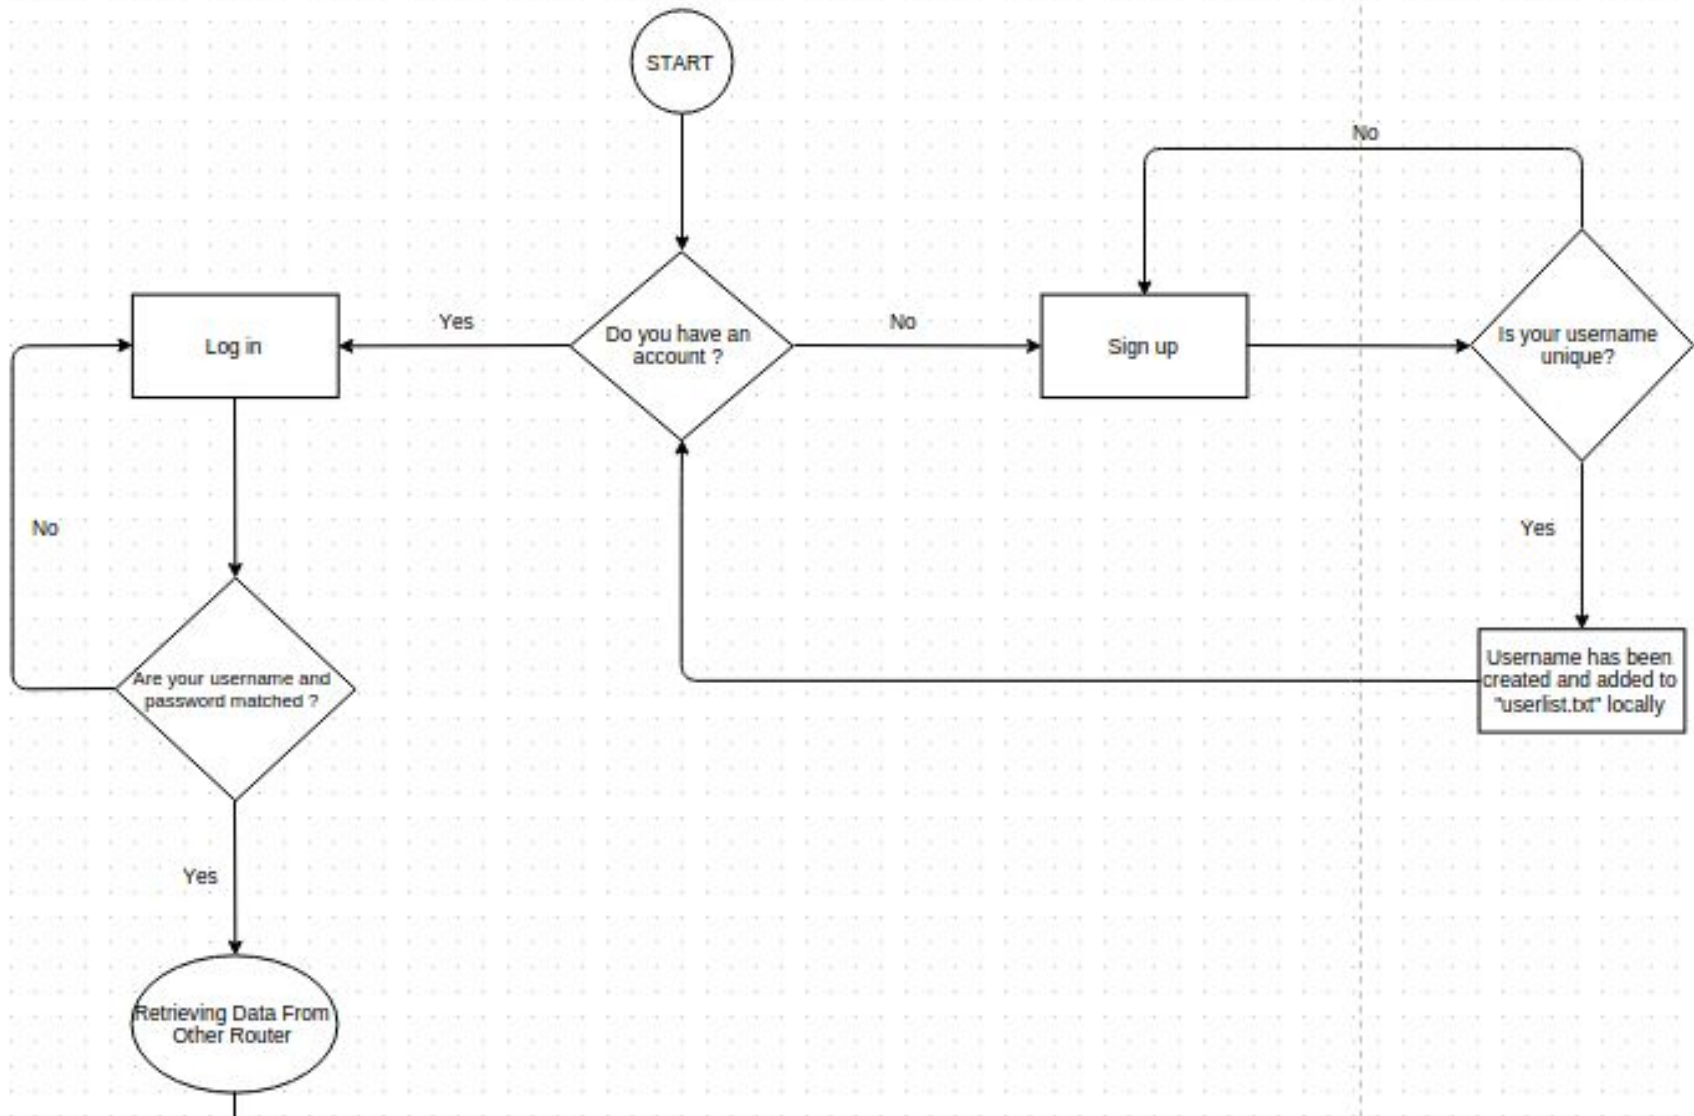 START
No
Do you have an
account ?
Yes
Log in
No
Sign up
Is your username
unique?
No
Yes
Are your username and
password matched ?
Username has been
created and added to
"userlist.txt" locally
Yes
Retrieving Data From
Other Router